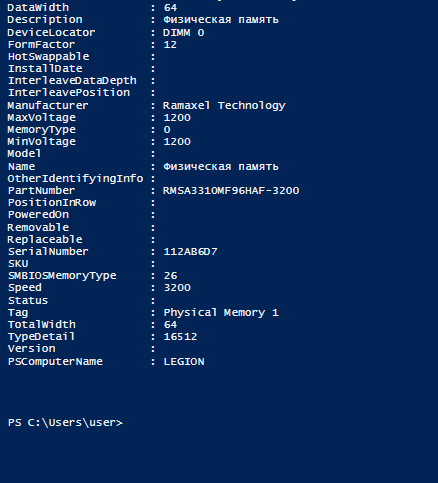 DataWidth : 64
Description : Физическая память
DeviceLocator : DIMM 0
FormFactor : 12
HotSwappable :
InstallDate :
InterleaveDataDepth :
InterleavePosition :
Manufacturer : Ramaxel Technology
MaxVoltage : 1200
MemoryType : 0
MinVoltage : 1200
Model :
Name : Физическая память
OtherIdentifyingInfo :
PartNumber : RMSA3310MF96HAF-3200
PositionInRow :
PoweredOn :
Removable :
Replaceable :
SerialNumber : 112AB6D7
SKU :
SMBIOSMemoryType : 26
Speed : 3200
Status :
Tag : Physical Memory 1
TotalWidth : 64
TypeDetail : 16512
Version :
PSComputerName : LEGION
PS C:\Users\user>